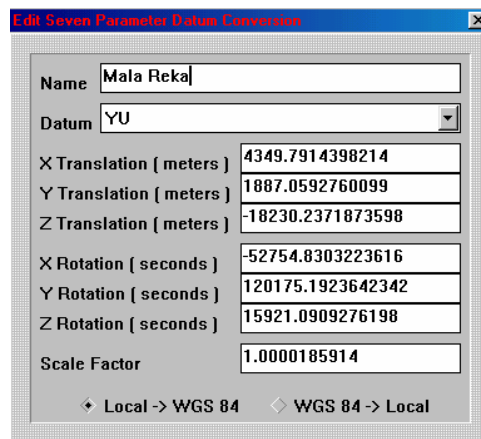 Edit Seven Parameter Datum Conversion
Name Mala Reka
Datum YU
X Translation ( meters ) 4349.7914398214
Y Translation ( meters ) 1887.0592760099
Z Translation ( meters ) -18230.2371873598
X Rotation ( seconds ) -52754.8303223616
Y Rotation ( seconds ) 120175.1923642342
Z Rotation ( seconds ) 15921.0909276198
Scale Factor 1.0000185914
Local -> WGS 84 WGS 84 -> Local